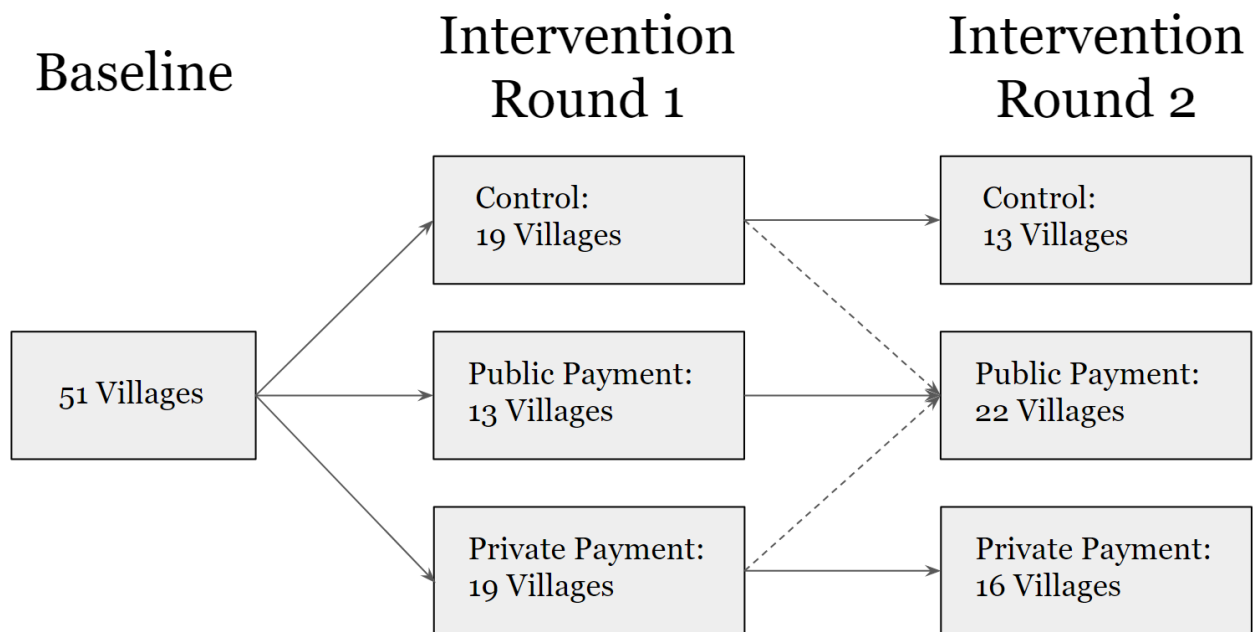 Baseline
Intervention
Round 1
Intervention
Round 2
51 Villages
Control:
19 Villages
Public Payment:
13 Villages
Private Payment:
19 Villages
Control:
13 Villages
Public Payment:
22 Villages
Private Payment:
16 Villages